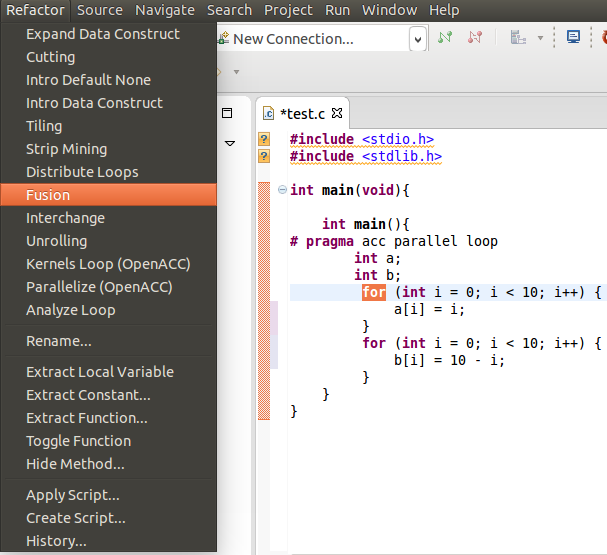 Refactor Source Navigate Search Project Run Window Help
Expand Data Construct
Cutting
Intro Default None
Intro Data Construct
Tiling
Strip Mining
Distribute Loops
Fusion
Interchange
Unrolling
Kernels Loop (OpenACC)
Parallelize (OpenACC)
Analyze Loop
Rename...
Extract Local Variable
Extract Constant...
Extract Function...
Toggle Function
Hide Method...
Apply Script...
Create Script...
History...
New Connection...
*test.c
#include <stdio.h>
#include <stdlib.h>
int main(void){
int main(){
# pragma acc parallel loop
int a;
int b;
for (int i = 0; i < 10; i++) {
a[i] = i;
}
for (int i = 0; i < 10; i++) {
b[i] = 10 - i;
}
}
}